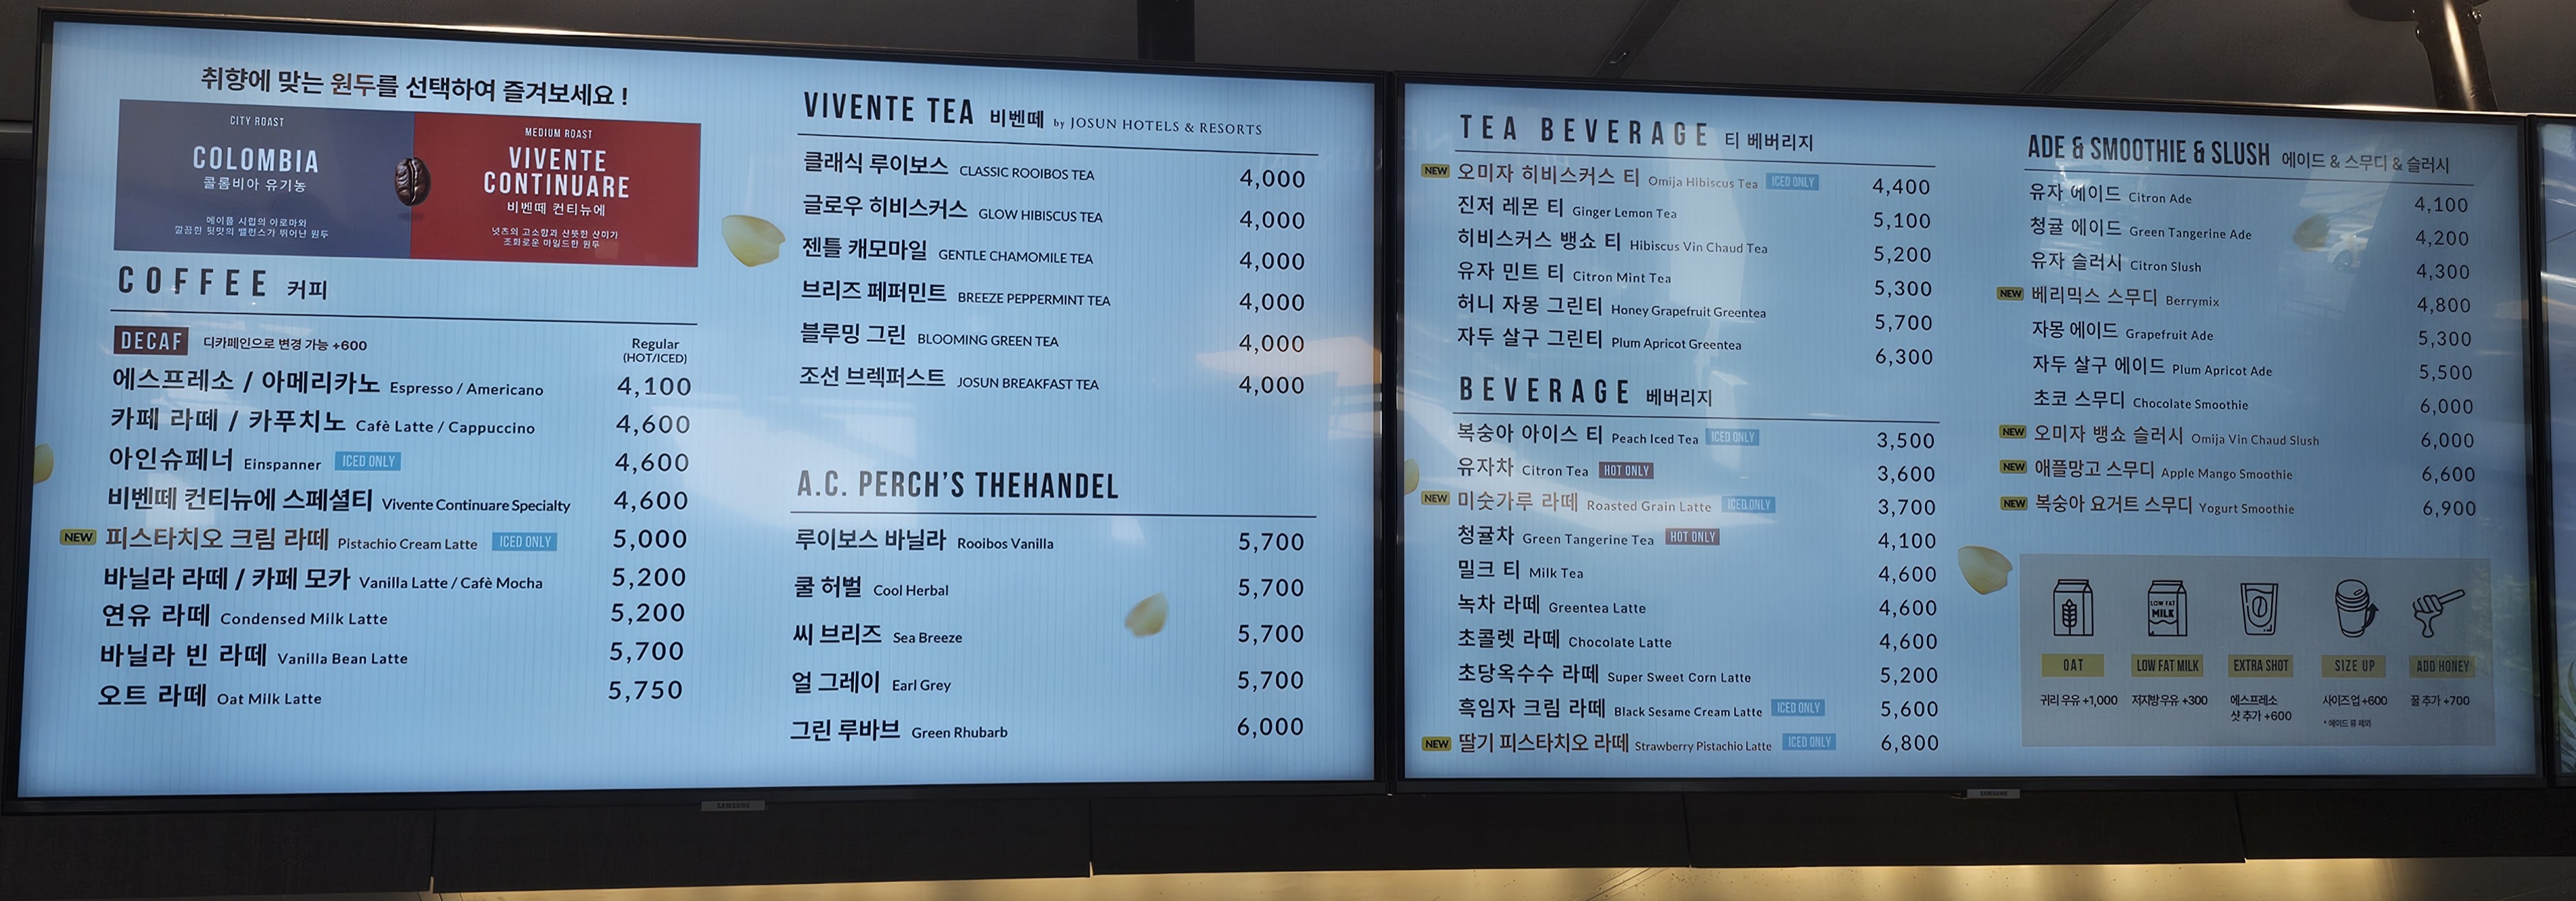 취향에 맞는 원두를 선택하여 즐겨보세요 !
CITY ROAST
COLOMBIA
콜롬비아 유기농
메이플 시럽의 아로마와
깔끔한 뒷맛의 밸런스가 뛰어난 원두
MEDIUM ROAST
VIVENTE
CONTINUARE
비벤떼 컨티뉴에
넛츠의 고소함과 산뜻한 산미가
조화로운 마일드한 원두
COFFEE 커피
DECAF 디카페인으로 변경 가능 +600
Regular
(HOT/ICED)
에스프레소 / 아메리카노 Espresso / Americano 4,100
카페 라떼 / 카푸치노 Cafè Latte / Cappuccino 4,600
아인슈페너 Einspanner ICED ONLY 4,600
비벤떼 컨티뉴에 스페셜티 Vivente Continuare Specialty 4,600
NEW 피스타치오 크림 라떼 Pistachio Cream Latte ICED ONLY 5,000
바닐라 라떼 / 카페 모카 Vanilla Latte / Cafè Mocha 5,200
연유 라떼 Condensed Milk Latte 5,200
바닐라 빈 라떼 Vanilla Bean Latte 5,700
오트 라떼 Oat Milk Latte 5,750
VIVENTE TEA 비벤떼 by JOSUN HOTELS & RESORTS
클래식 루이보스 CLASSIC ROOIBOS TEA 4,000
글로우 히비스커스 GLOW HIBISCUS TEA 4,000
젠틀 캐모마일 GENTLE CHAMOMILE TEA 4,000
브리즈 페퍼민트 BREEZE PEPPERMINT TEA 4,000
블루밍 그린 BLOOMING GREEN TEA 4,000
조선 브렉퍼스트 JOSUN BREAKFAST TEA 4,000
A.C. PERCH'S THEHANDEL
루이보스 바닐라 Rooibos Vanilla 5,700
쿨 허벌 Cool Herbal 5,700
씨 브리즈 Sea Breeze 5,700
얼 그레이 Earl Grey 5,700
그린 루바브 Green Rhubarb 6,000
SAMSUNG
TEA BEVERAGE 티 베버리지
NEW 오미자 히비스커스 티 Omija Hibiscus Tea ICED ONLY 4,400
진저 레몬 티 Ginger Lemon Tea 5,100
히비스커스 뱅쇼 티 Hibiscus Vin Chaud Tea 5,200
유자 민트 티 Citron Mint Tea 5,300
허니 자몽 그린티 Honey Grapefruit Greentea 5,700
자두 살구 그린티 Plum Apricot Greentea 6,300
BEVERAGE 베버리지
복숭아 아이스 티 Peach Iced Tea ICED ONLY 3,500
유자차 Citron Tea HOT ONLY 3,600
NEW 미숫가루 라떼 Roasted Grain Latte ICED ONLY 3,700
청귤차 Green Tangerine Tea HOT ONLY 4,100
밀크 티 Milk Tea 4,600
녹차 라떼 Greentea Latte 4,600
초콜렛 라떼 Chocolate Latte 4,600
초당옥수수 라떼 Super Sweet Corn Latte 5,200
흑임자 크림 라떼 Black Sesame Cream Latte ICED ONLY 5,600
NEW 딸기 피스타치오 라떼 Strawberry Pistachio Latte ICED ONLY 6,800
ADE & SMOOTHIE & SLUSH 에이드 & 스무디 & 슬러시
유자 에이드 Citron Ade 4,100
청귤 에이드 Green Tangerine Ade 4,200
유자 슬러시 Citron Slush 4,300
NEW 베리믹스 스무디 Berrymix 4,800
자몽 에이드 Grapefruit Ade 5,300
자두 살구 에이드 Plum Apricot Ade 5,500
초코 스무디 Chocolate Smoothie 6,000
NEW 오미자 뱅쇼 슬러시 Omija Vin Chaud Slush 6,000
NEW 애플망고 스무디 Apple Mango Smoothie 6,600
NEW 복숭아 요거트 스무디 Yogurt Smoothie 6,900
LOW FAT
MILK
OAT
귀리 우유 +1,000
LOW FAT MILK
저지방 우유 +300
EXTRA SHOT
에스프레소
샷 추가 +600
SIZE UP
사이즈 업 +600
* 에이드 류 제외
ADD HONEY
꿀 추가 +700
SAMSUNG